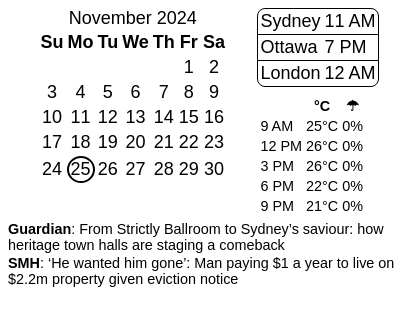 November 2024
Su Mo Tu We Th Fr Sa
1 2
3 4 5 6 7 8 9
10 11 12 13 14 15 16
17 18 19 20 21 22 23
24 25 26 27 28 29 30
Sydney 11 AM
Ottawa 7 PM
London 12 AM
°C ☂
9 AM 25°C 0%
12 PM 26°C 0%
3 PM 26°C 0%
6 PM 22°C 0%
9 PM 21°C 0%
Guardian: From Strictly Ballroom to Sydney’s saviour: how
heritage town halls are staging a comeback
SMH: ‘He wanted him gone’: Man paying $1 a year to live on
$2.2m property given eviction notice